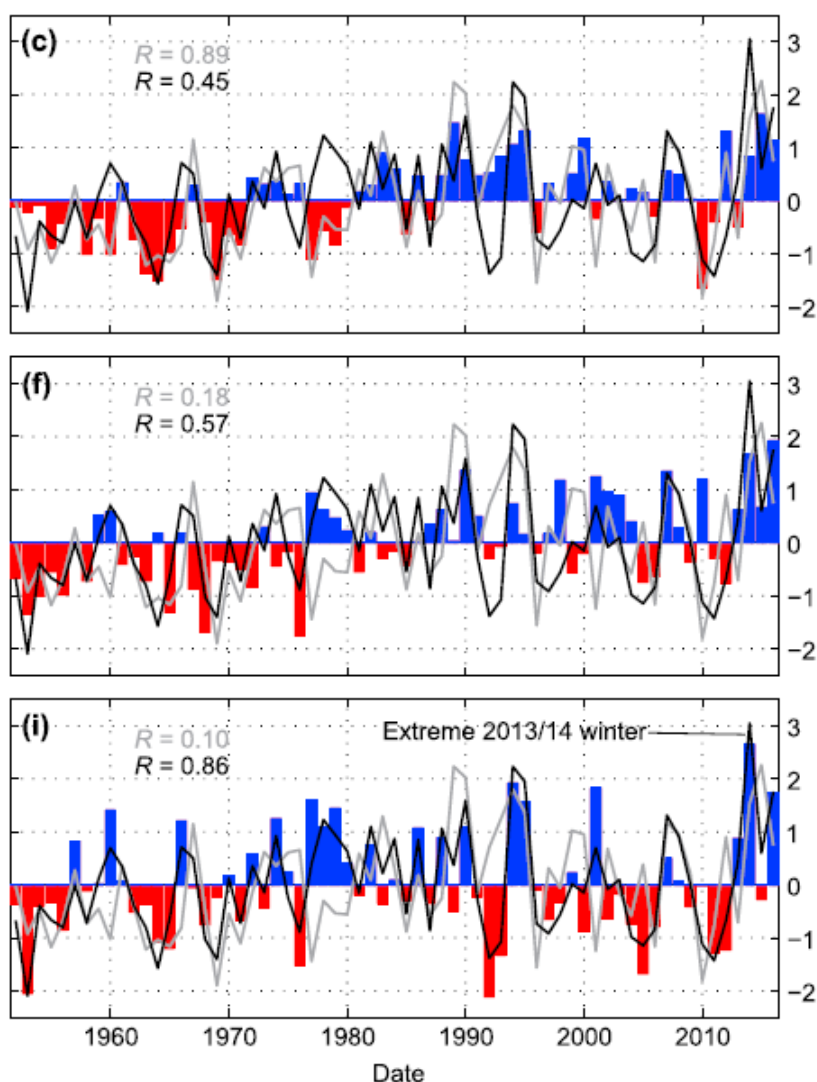 (c)
R = 0.89
R = 0.45
3
2
1
0
−1
−2
(f)
R = 0.18
R = 0.57
3
2
1
0
−1
−2
(i)
R = 0.10
R = 0.86
Extreme 2013/14 winter
3
2
1
0
−1
−2
1960 1970 1980 1990 2000 2010
Date